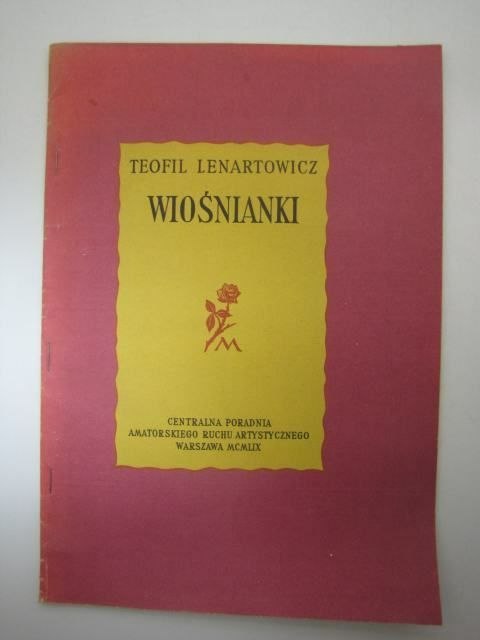 TEOFIL LENARTOWICZ
WIOŚNIANKI
M
CENTRALNA PORADNIA
AMATORSKIEGO RUCHU ARTYSTYCZNEGO
WARSZAWA MCMLIX